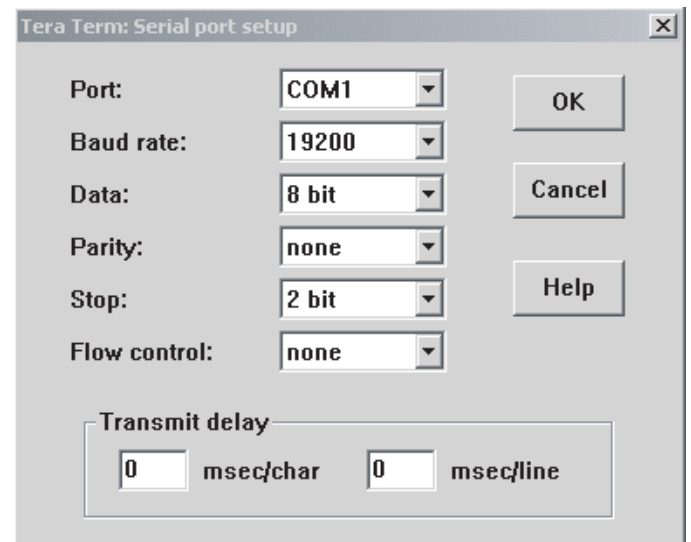 Tera Term: Serial port setup
Port: COM1 OK
Baud rate: 19200
Data: 8 bit Cancel
Parity: none
Stop: 2 bit Help
Flow control: none
Transmit delay
0 msec/char 0 msec/line